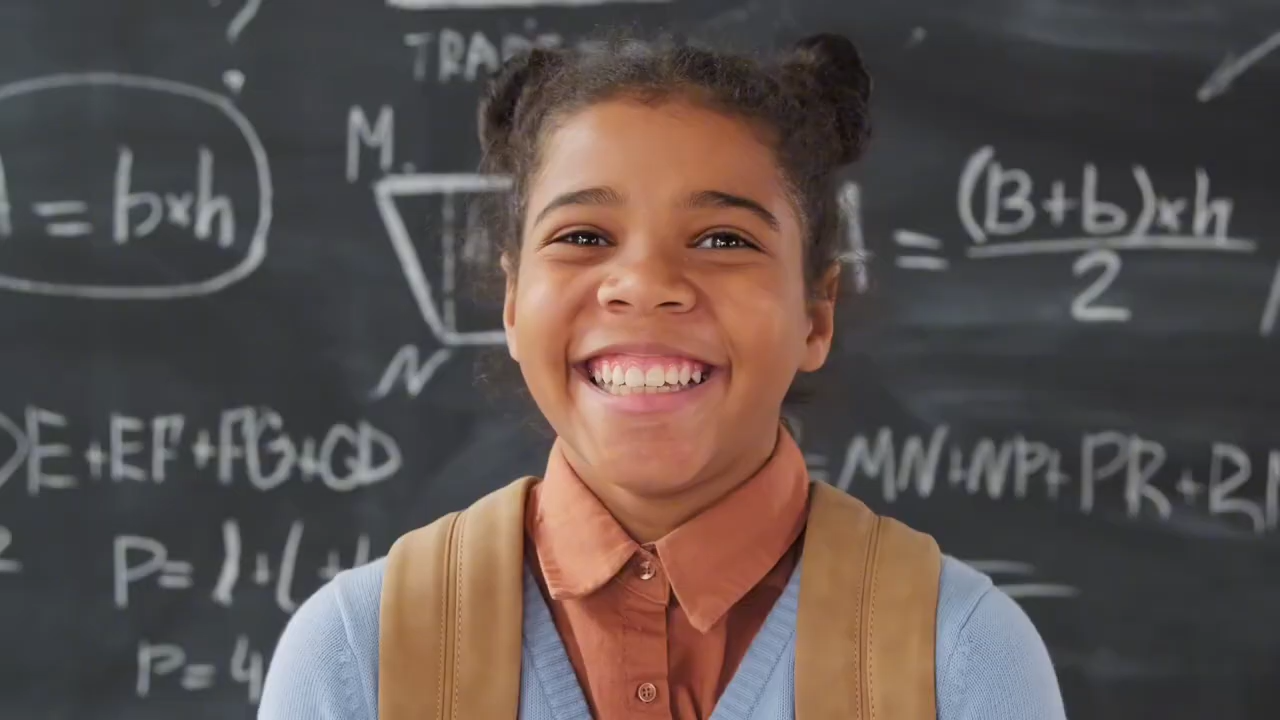 M
= b×h
= (B+b)×h
2
N
DE+EF+FG+GD
MN+NP+PR+
P= l+l+
P= 4